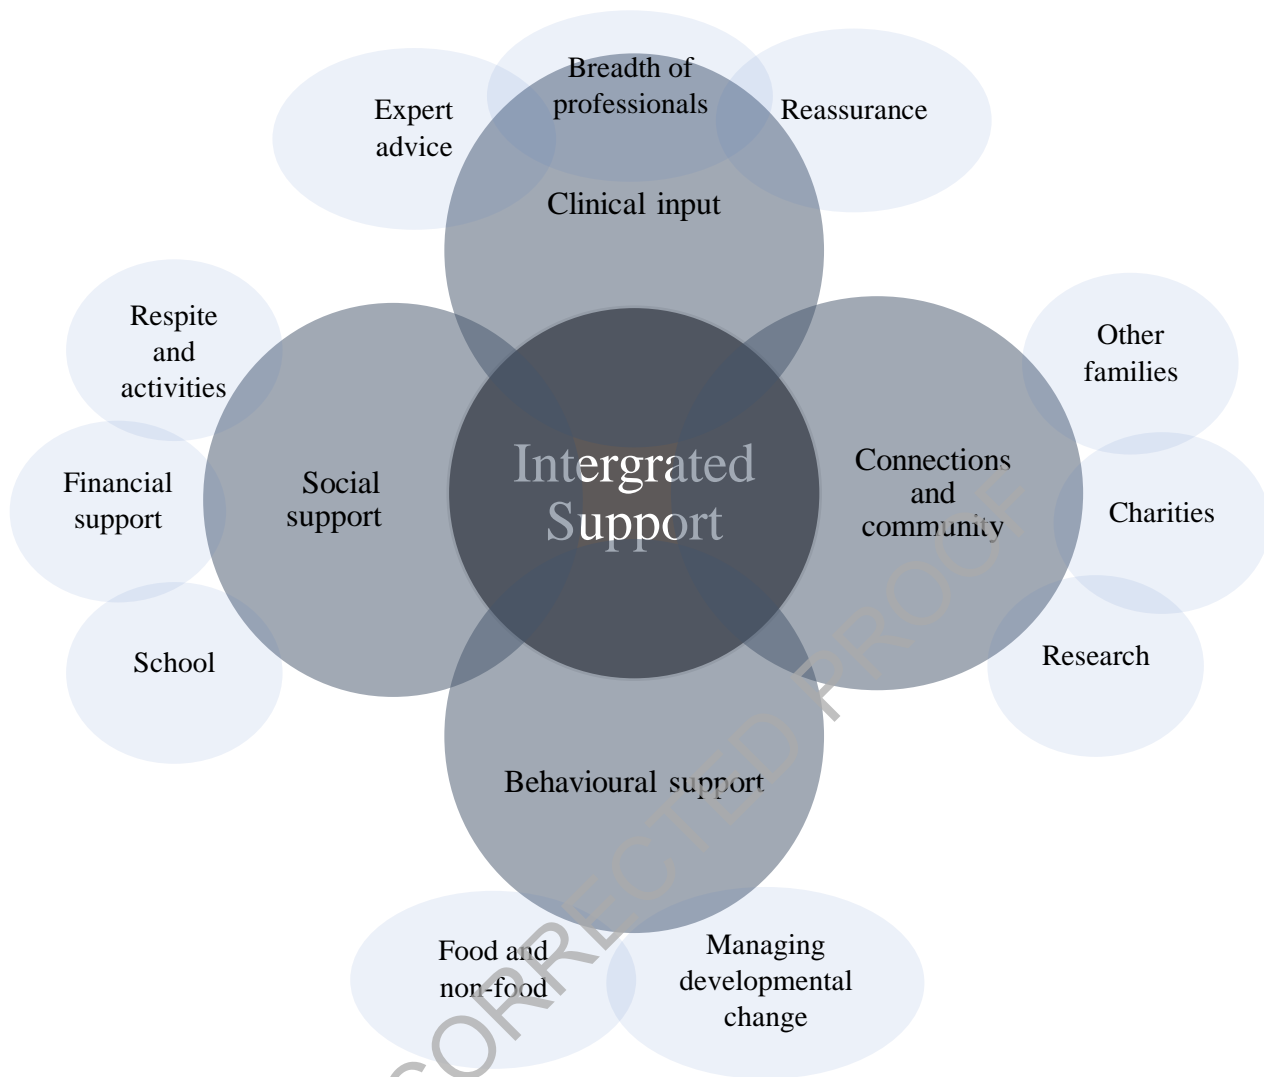 Breadth of
professionals
Expert
advice
Reassurance
Clinical input
Respite
and
activities
Other
families
Financial
support
Social
support
Intergrated
Support
Connections
and
community
Charities
School
Research
Behavioural support
Food and
non-food
Managing
developmental
change
CORRECTED PROOF